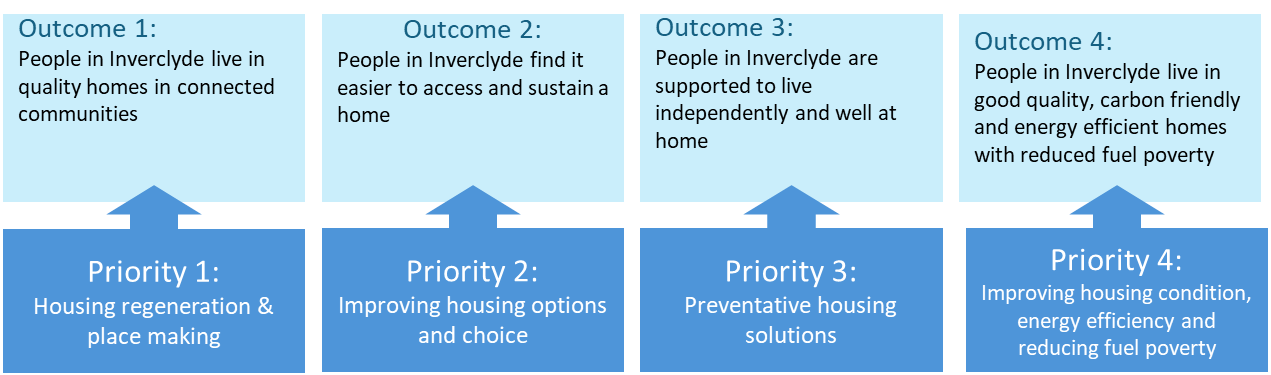 Outcome 1:
People in Inverclyde live in
quality homes in connected
communities
Outcome 2:
People in Inverclyde find it
easier to access and sustain a
home
Outcome 3:
People in Inverclyde are
supported to live
independently and well at
home
Outcome 4:
People in Inverclyde live in
good quality, carbon friendly
and energy efficient homes
with reduced fuel poverty
Priority 1:
Housing regeneration &
place making
Priority 2:
Improving housing options
and choice
Priority 3:
Preventative housing
solutions
Priority 4:
Improving housing condition,
energy efficiency and
reducing fuel poverty